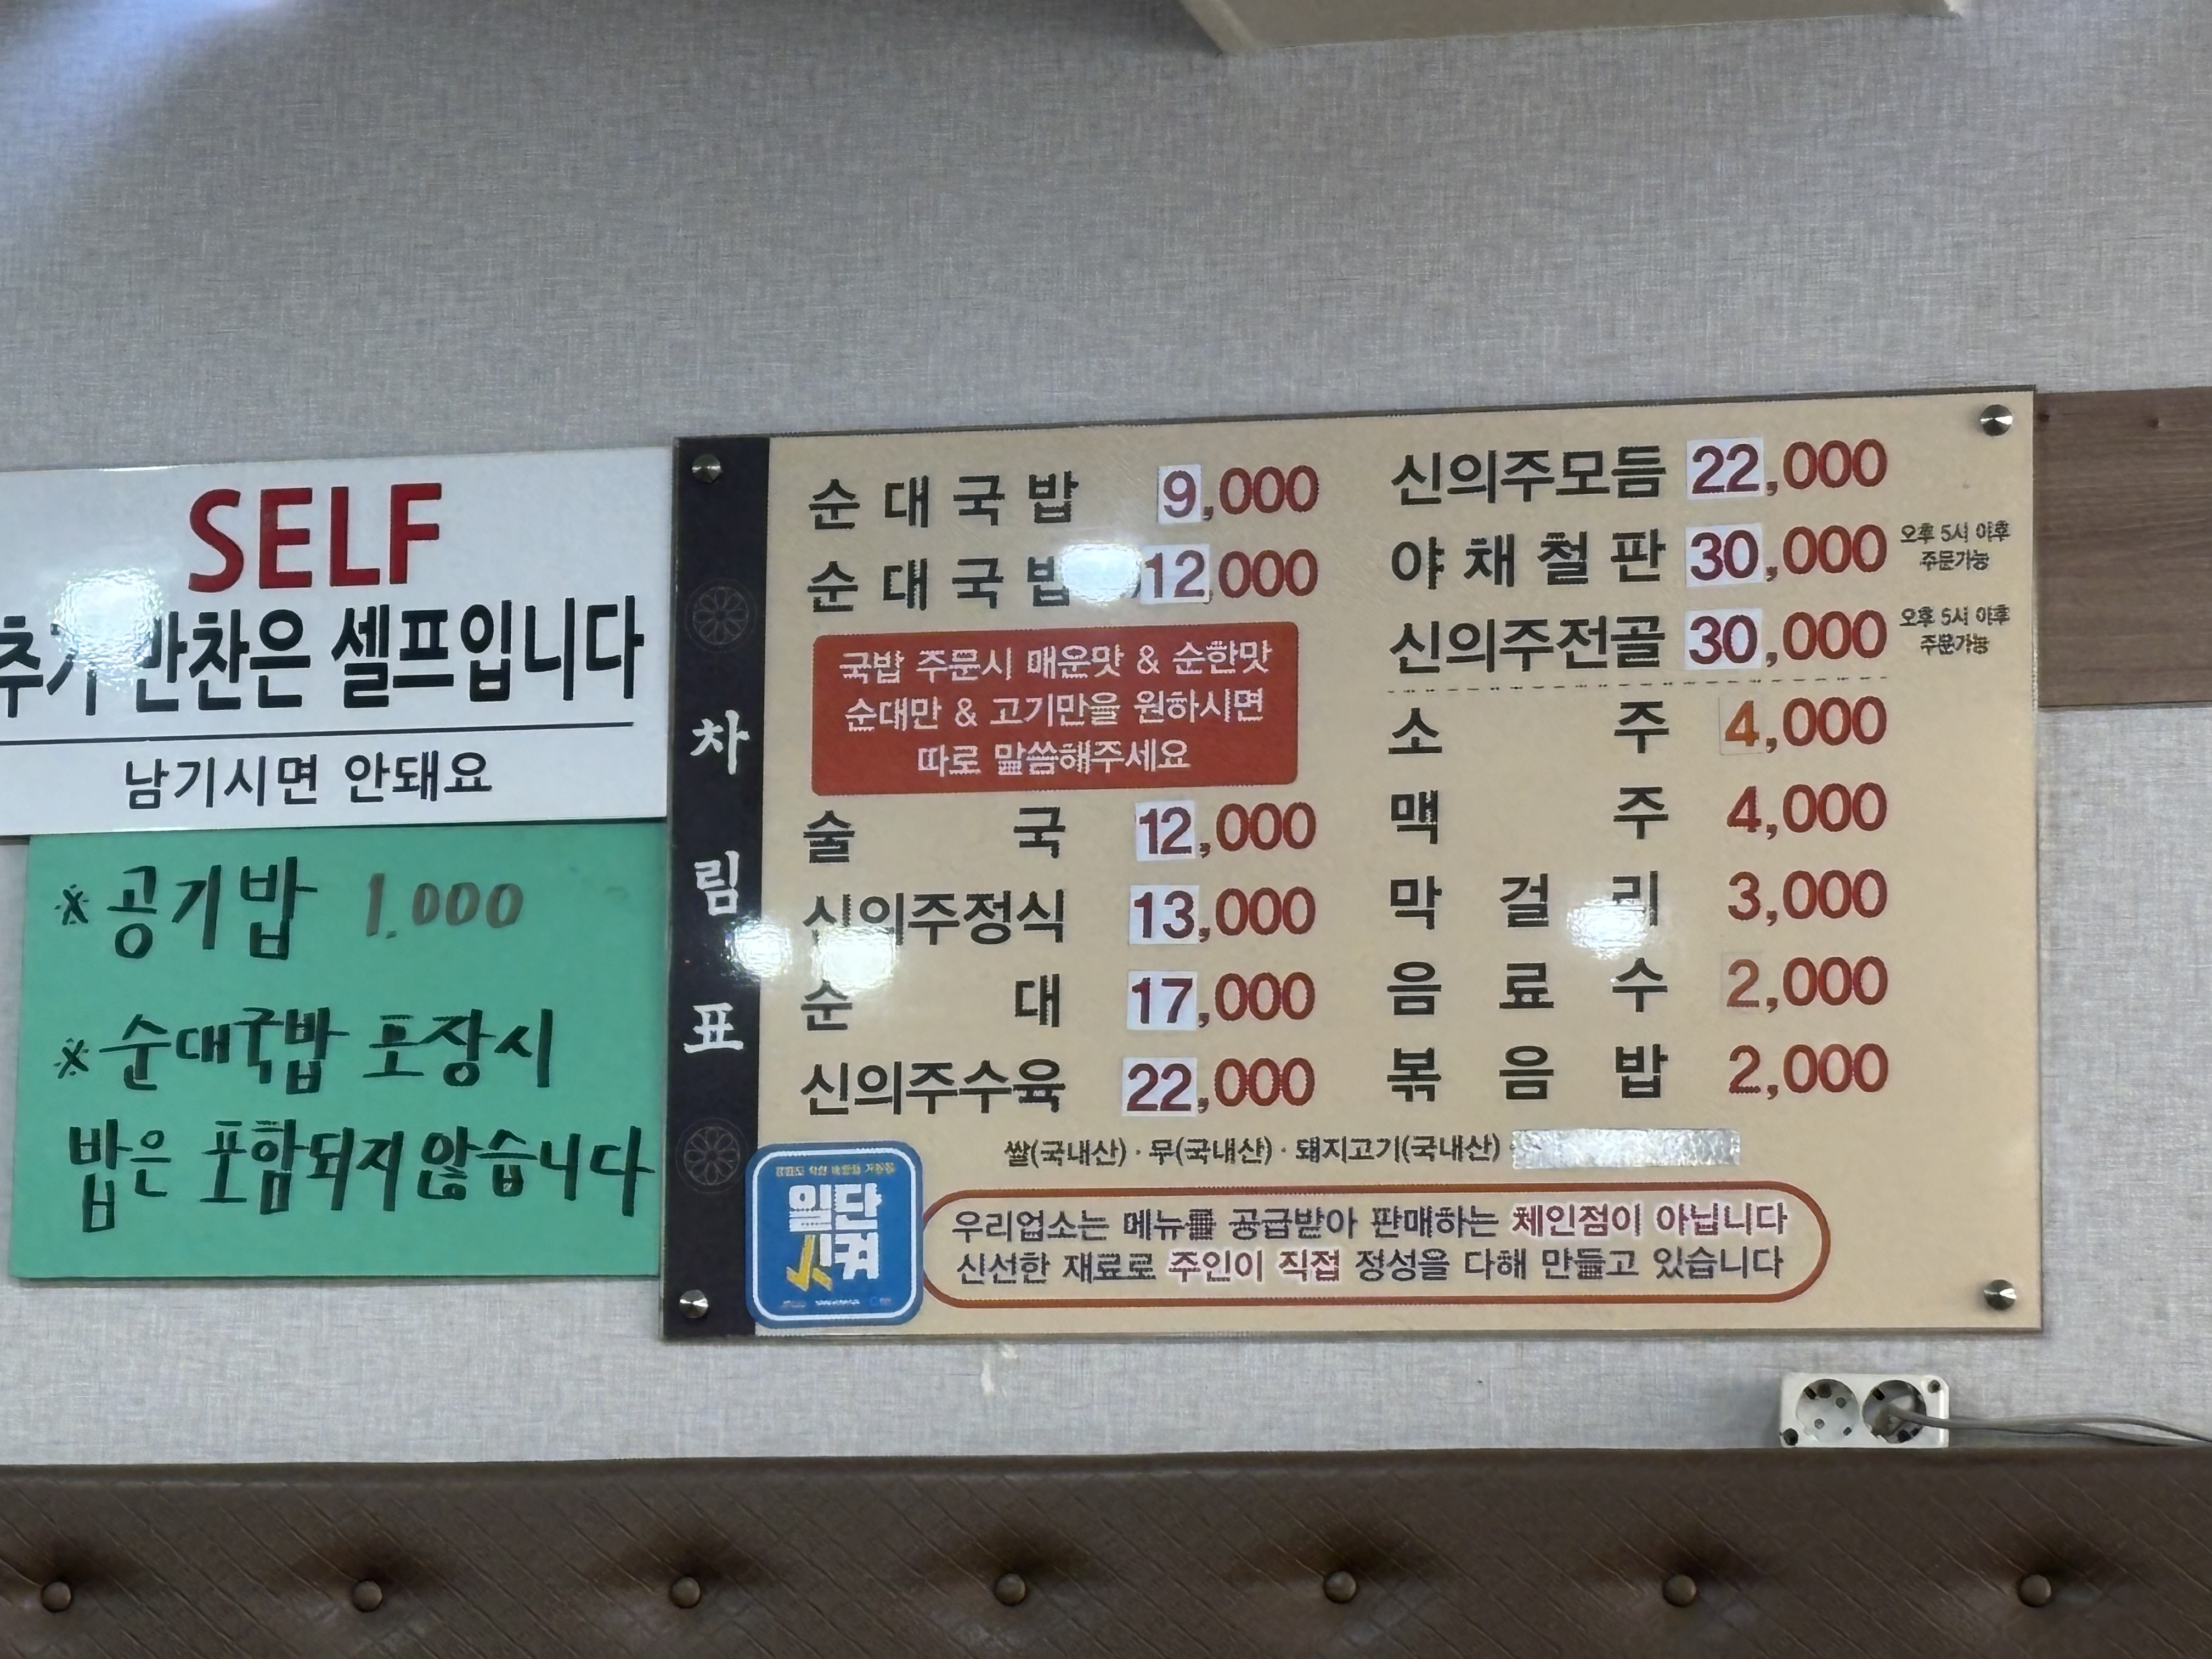 SELF
반찬은 셀프입니다
남기시면 안돼요
※ 공기밥 1.000
※ 순대국밥 포장시
밥은 포함되지 않습니다
차림표
순대국밥 9,000
순대국밥 12,000
국밥 주문시 매운맛 & 순한맛
순대만 & 고기만을 원하시면
따로 말씀해주세요
술국 12,000
신의주정식 13,000
순대 17,000
신의주수육 22,000
신의주모듬 22,000
야채철판 30,000 오후 5시 이후
주문가능
신의주전골 30,000 오후 5시 이후
주문가능
소주 4,000
맥주 4,000
막걸리 3,000
음료수 2,000
볶음밥 2,000
쌀(국내산) · 무(국내산) · 돼지고기(국내산)
일단
시켜
우리업소는 메뉴를 공급받아 판매하는 체인점이 아닙니다
신선한 재료로 주인이 직접 정성을 다해 만들고 있습니다